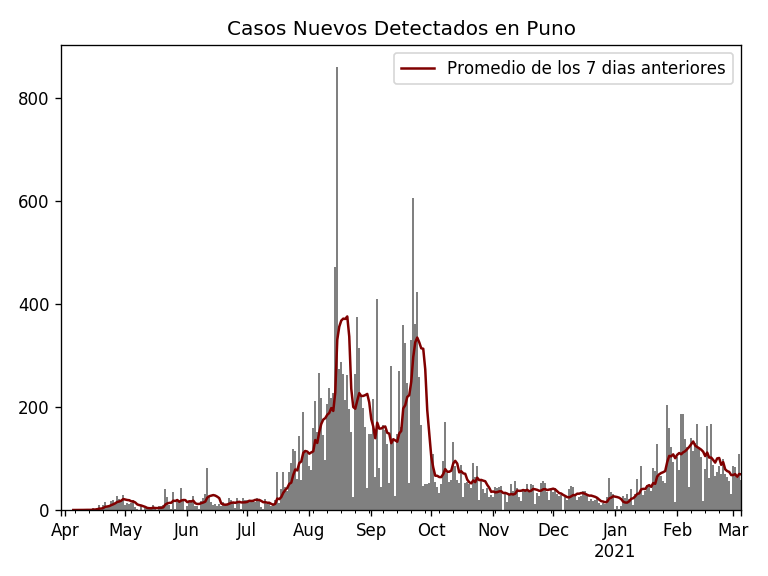 Casos Nuevos Detectados en Puno
Promedio de los 7 dias anteriores
800
600
400
200
0
Apr May Jun Jul Aug Sep Oct Nov Dec Jan Feb Mar
2021